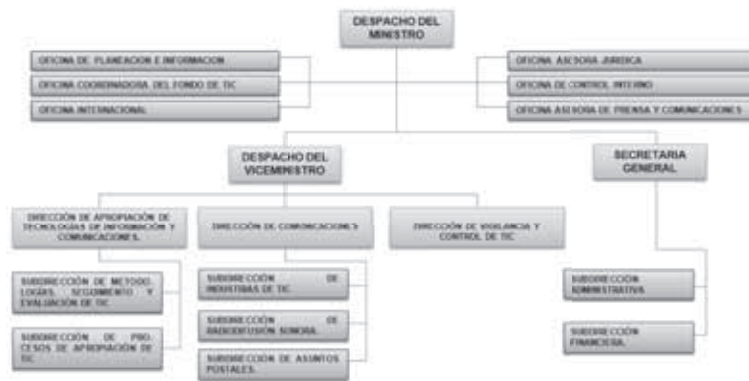 DESPACHO DEL
MINISTRO
OFICINA DE PLANEACION E INFORMACION
OFICINA ASESORA JURIDICA
OFICINA COORDINADORA DEL FONDO DE TIC
OFICINA DE CONTROL INTERNO
OFICINA INTERNACIONAL
OFICINA ASESORA DE PRENSA Y COMUNICACIONES
DESPACHO DEL
VICEMINISTRO
SECRETARIA
GENERAL
DIRECCIÓN DE APROPIACIÓN DE
TECNOLOGÍAS DE INFORMACIÓN Y
COMUNICACIONES.
DIRECCIÓN DE COMUNICACIONES
DIRECCIÓN DE VIGILANCIA Y
CONTROL DE TIC
SUBDIRECCIÓN DE METODO.
LOGÍAS, SEGUIMIENTO Y
EVALUACIÓN DE TIC
SUBDIRECCIÓN DE PRO.
CESOS DE APROPIACIÓN DE
TIC
SUBDIRECCIÓN DE
INDUSTRIAS DE TIC
SUBDIRECCIÓN DE
RADIODIFUSIÓN SONORA.
SUBDIRECCIÓN DE ASUNTOS
POSTALES.
SUBDIRECCIÓN
ADMINISTRATIVA
SUBDIRECCIÓN
FINANCIERA.